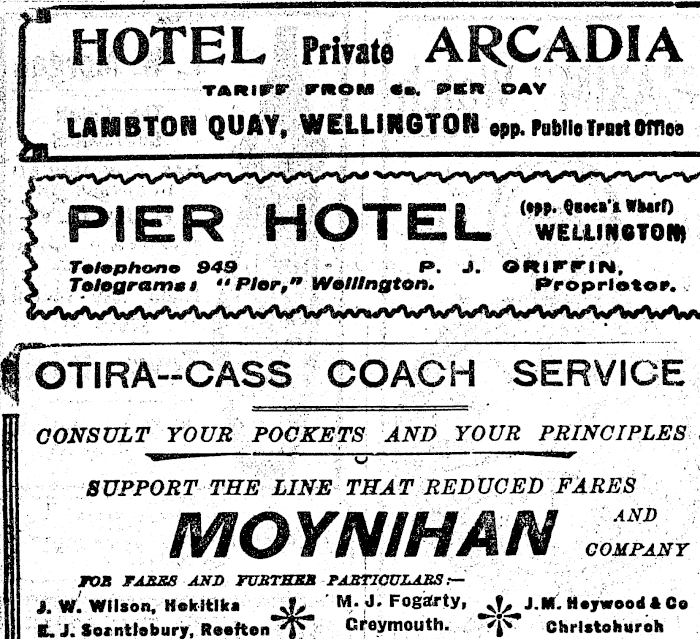 HOTEL Private ARCADIA
TARIFF FROM 6s. PER DAY
LAMBTON QUAY, WELLINGTON opp. Public Trust Office
PIER HOTEL (opp. Queen's Wharf)
WELLINGTON
Telephone 949 P. J. GRIFFIN,
Telegrams: "Pier," Wellington. Proprietor.
OTIRA--CASS COACH SERVICE
CONSULT YOUR POCKETS AND YOUR PRINCIPLES
SUPPORT THE LINE THAT REDUCED FARES
MOYNIHAN AND
COMPANY
FOR FARES AND FURTHER PARTICULARS:—
J. W. Wilson, Hokitika M. J. Fogarty, J.M. Heywood & Co
E. J. Scantlebury, Reefton Greymouth. Christchurch